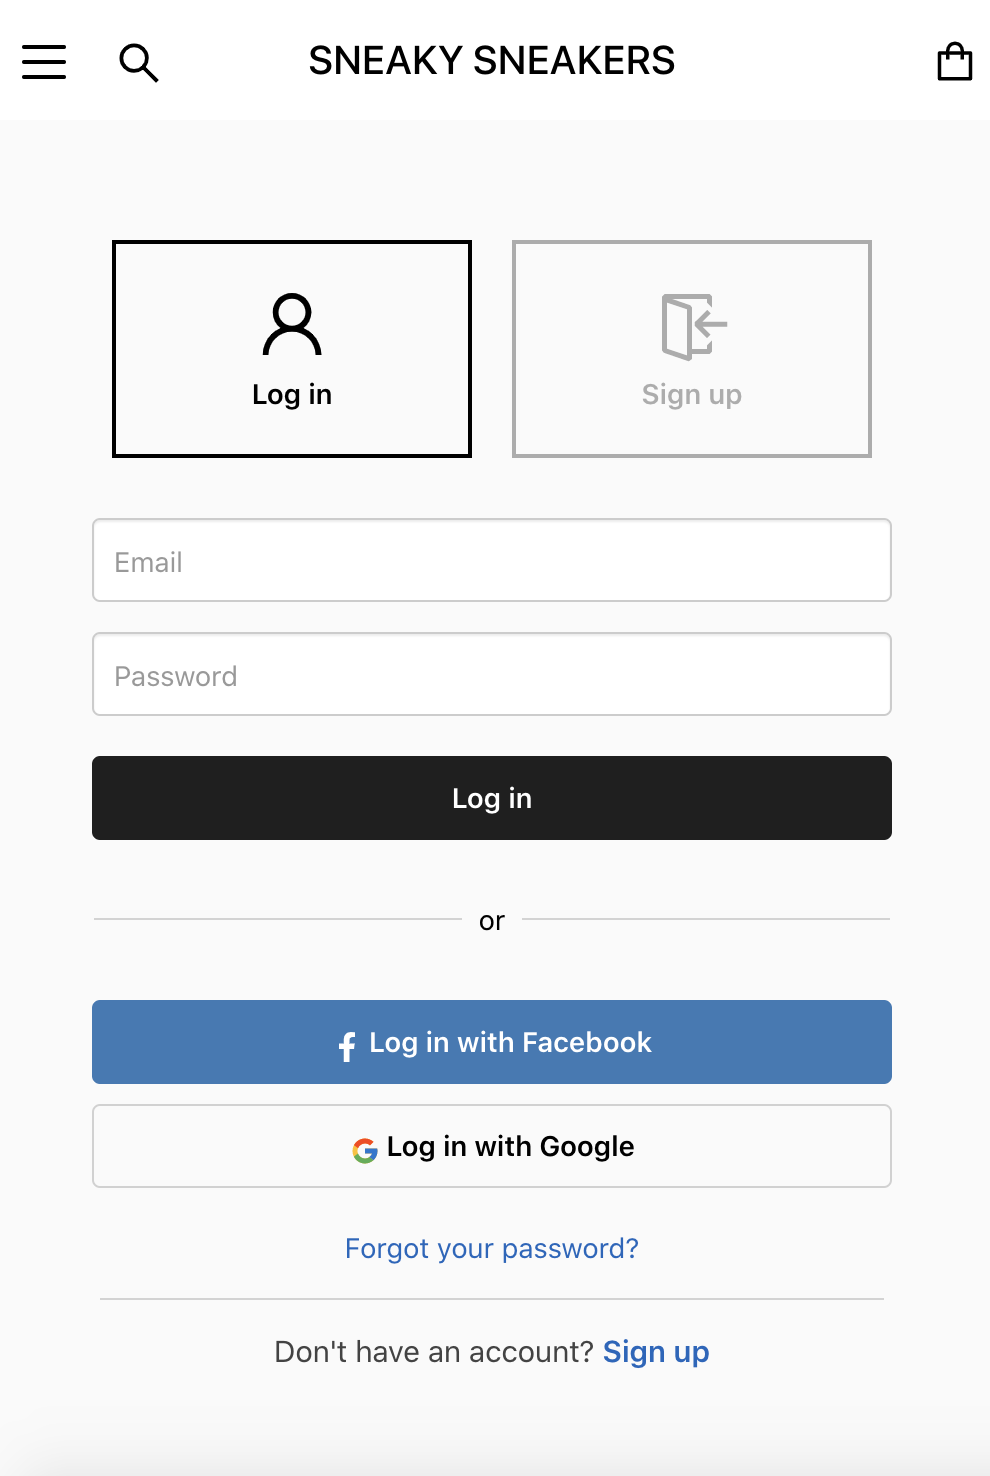 SNEAKY SNEAKERS
Log in
Sign up
Email
Password
Log in
or
Log in with Facebook
Log in with Google
Forgot your password?
Don't have an account? Sign up